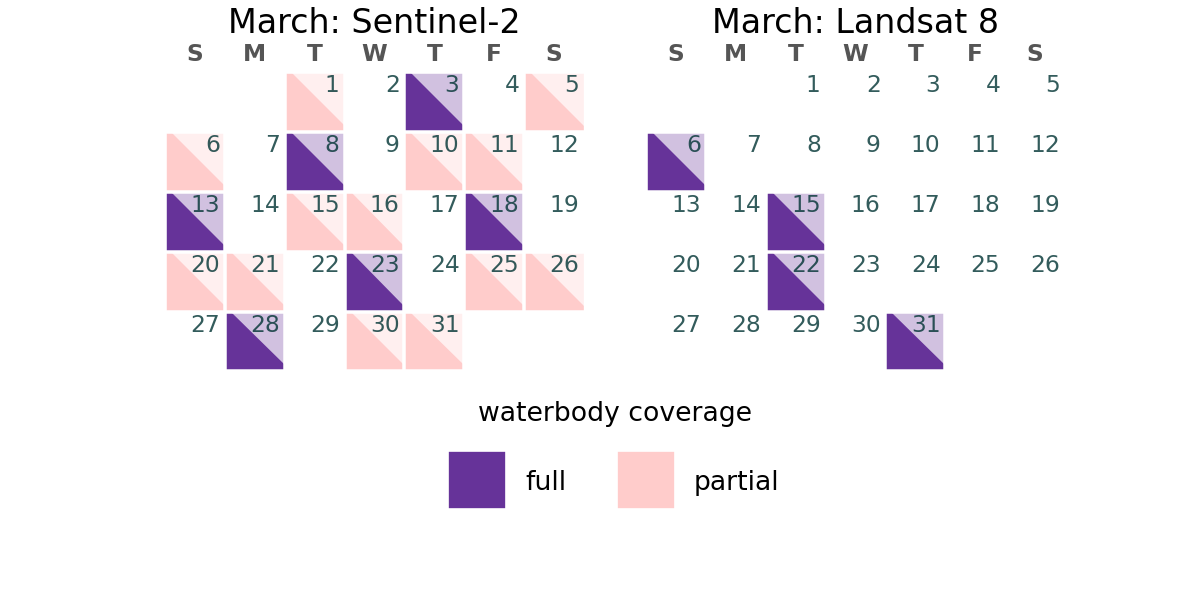 March: Sentinel-2
S M T W T F S
1 2 3 4 5
6 7 8 9 10 11 12
13 14 15 16 17 18 19
20 21 22 23 24 25 26
27 28 29 30 31
March: Landsat 8
S M T W T F S
1 2 3 4 5
6 7 8 9 10 11 12
13 14 15 16 17 18 19
20 21 22 23 24 25 26
27 28 29 30 31
waterbody coverage
full partial